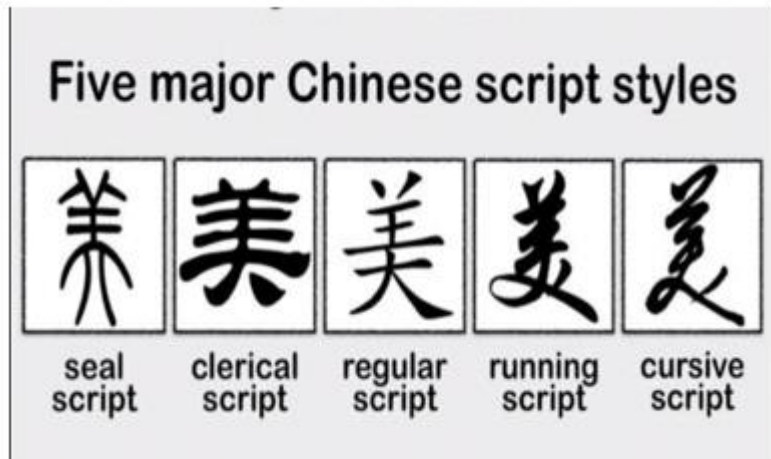 Five major Chinese script styles
美 美 美 美 美
seal script
clerical script
regular script
running script
cursive script